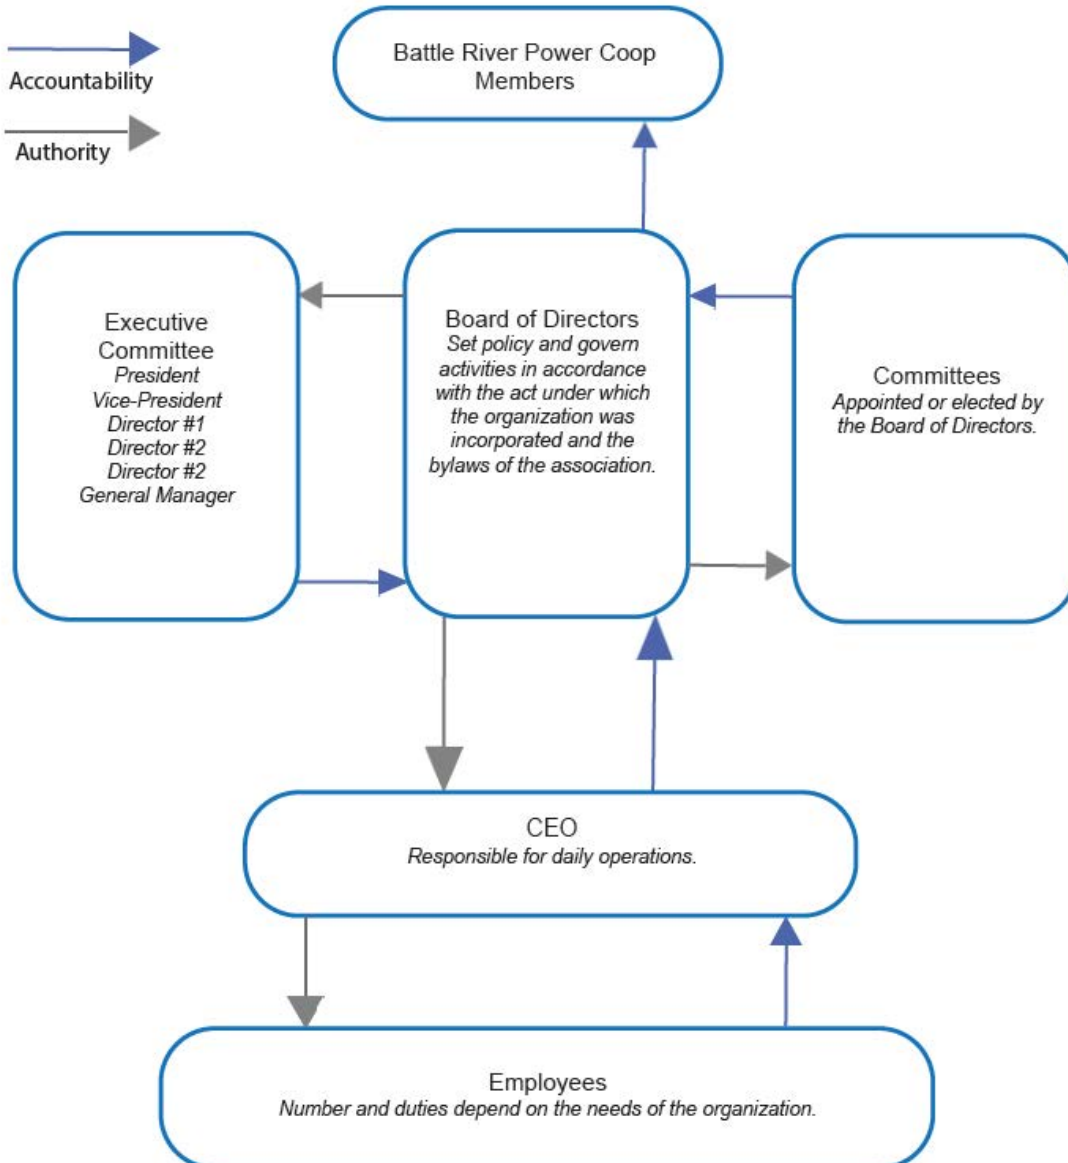 Accountability
Authority
Battle River Power Coop
Members
Executive
Committee
President
Vice-President
Director #1
Director #2
Director #2
General Manager
Board of Directors
Set policy and govern
activities in accordance
with the act under which
the organization was
incorporated and the
bylaws of the association.
Committees
Appointed or elected by
the Board of Directors.
CEO
Responsible for daily operations.
Employees
Number and duties depend on the needs of the organization.